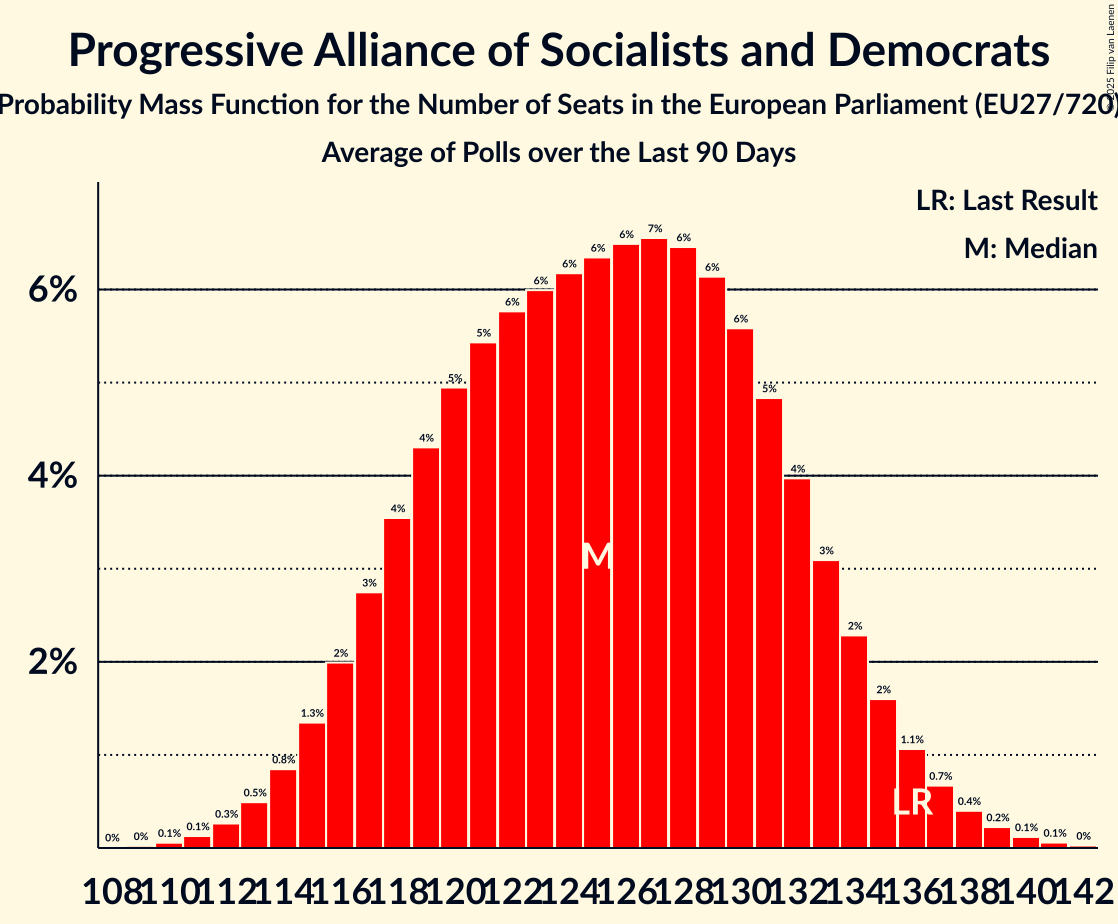 Progressive Alliance of Socialists and Democrats
Probability Mass Function for the Number of Seats in the European Parliament (EU27/720)
Average of Polls over the Last 90 Days
© 2025 Filip van Laenen
LR: Last Result
M: Median
6%
4%
2%
0% 0% 0.1% 0.1% 0.3% 0.5% 0.8% 1.3% 2% 3% 4% 4% 5% 5% 6% 6% 6% 6% 6% 7% 6% 6% 6% 5% 4% 3% 2% 2% 1.1% 0.7% 0.4% 0.2% 0.1% 0.1% 0%
M
LR
108 110 112 114 116 118 120 122 124 126 128 130 132 134 136 138 140 142